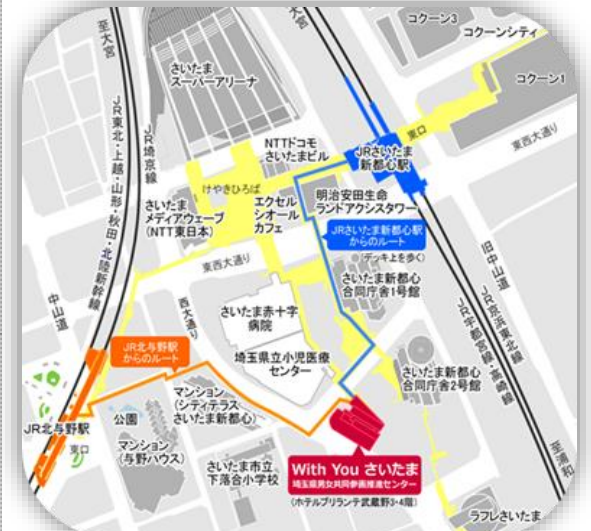 至大宮
至大宮
コクーン3
コクーンシティ
コクーン1
さいたま
スーパーアリーナ
JR埼京線
JR東北・上越・山形・秋田・北陸新幹線
NTTドコモ
さいたまビル
JRさいたま
新都心駅
東口
東西大通り
けやきひろば
エクセル
シオール
カフェ
明治安田生命
ランドアクシスタワー
さいたま
メディアウェーブ
(NTT東日本)
JRさいたま新都心駅
からのルート
(デッキ上を歩く)
旧中山道
中山道
東西大通り
西大通り
さいたま新都心
合同庁舎1号館
さいたま赤十字
病院
JR京浜東北線
JR宇都宮線・高崎線
JR北与野駅
からのルート
埼玉県立小児医療
センター
さいたま新都心
合同庁舎2号館
マンション
(シティテラス
さいたま新都心)
公園
JR北与野駅
東口
マンション
(与野ハウス)
さいたま市立
下落合小学校
With You さいたま
埼玉県男女共同参画推進センター
(ホテルブリランテ武蔵野3・4階)
至浦和
ラフレさいたま